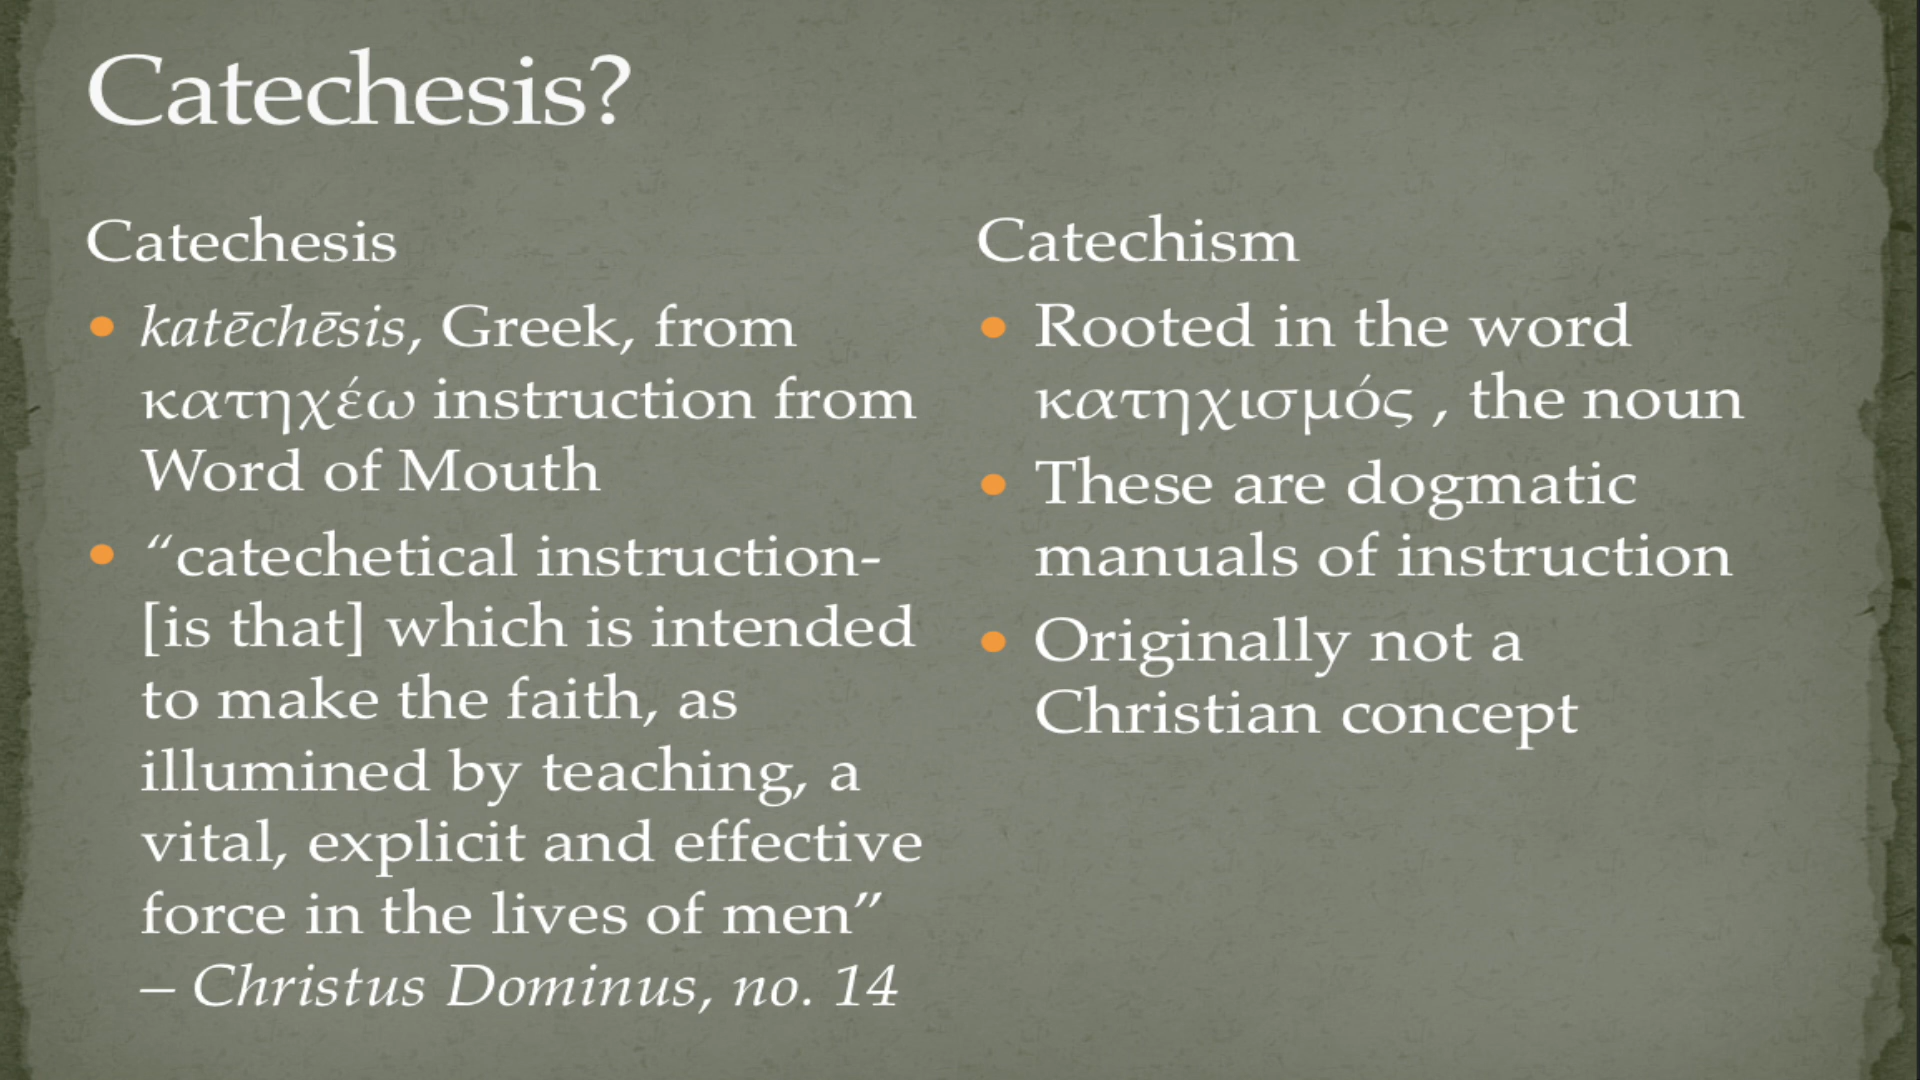 Catechesis?
Catechesis
• katēchēsis, Greek, from
κατηχέω instruction from
Word of Mouth
• “catechetical instruction-
[is that] which is intended
to make the faith, as
illumined by teaching, a
vital, explicit and effective
force in the lives of men”
– Christus Dominus, no. 14
Catechism
• Rooted in the word
κατηχισμός , the noun
• These are dogmatic
manuals of instruction
• Originally not a
Christian concept